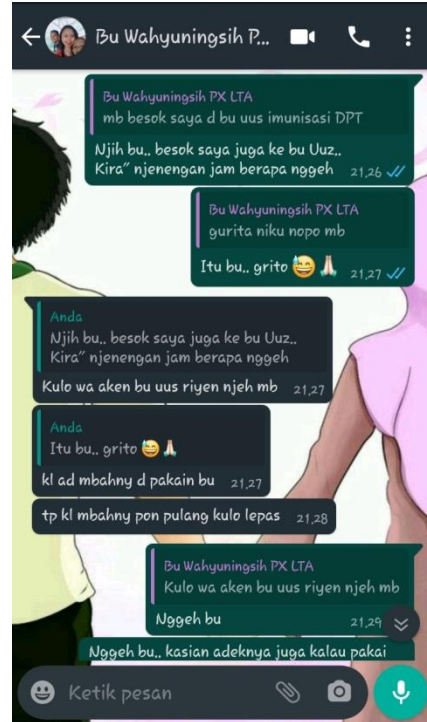 Bu Wahyuningsih P...
Bu Wahyuningsih PX LTA
mb besok saya d bu uus imunisasi DPT
Njih bu.. besok saya juga ke bu Uuz..
Kira" njenengan jam berapa nggeh 21,26
Bu Wahyuningsih PX LTA
gurita niku nopo mb
Itu bu.. grito 😅🙏🏻 21,27
Anda
Njih bu.. besok saya juga ke bu Uuz..
Kira" njenengan jam berapa nggeh
Kulo wa aken bu uus riyen njeh mb 21,27
Anda
Itu bu.. grito 😅🙏🏻
kl ad mbahny d pakain bu 21,27
tp kl mbahny pon pulang kulo lepas 21,28
Bu Wahyuningsih PX LTA
Kulo wa aken bu uus riyen njeh mb
Nggeh bu 21,29
Nggeh bu.. kasian adeknya juga kalau pakai
Ketik pesan